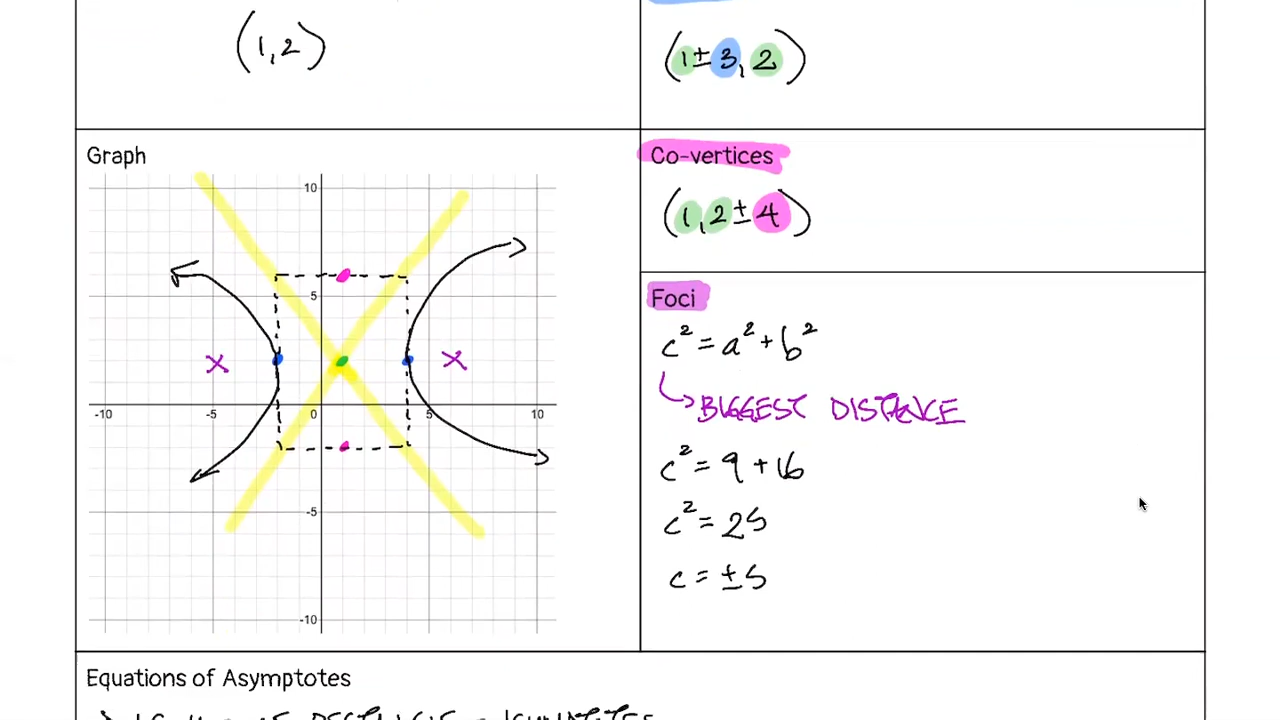 (1,2)
(1±3, 2)
Graph
Co-vertices
(1, 2±4)
Foci
c² = a² + b²
BIGGEST DISTANCE
c² = 9 + 16
c² = 25
c = ±5
10
5
-10
-5
0
5
10
-5
-10
Equations of Asymptotes